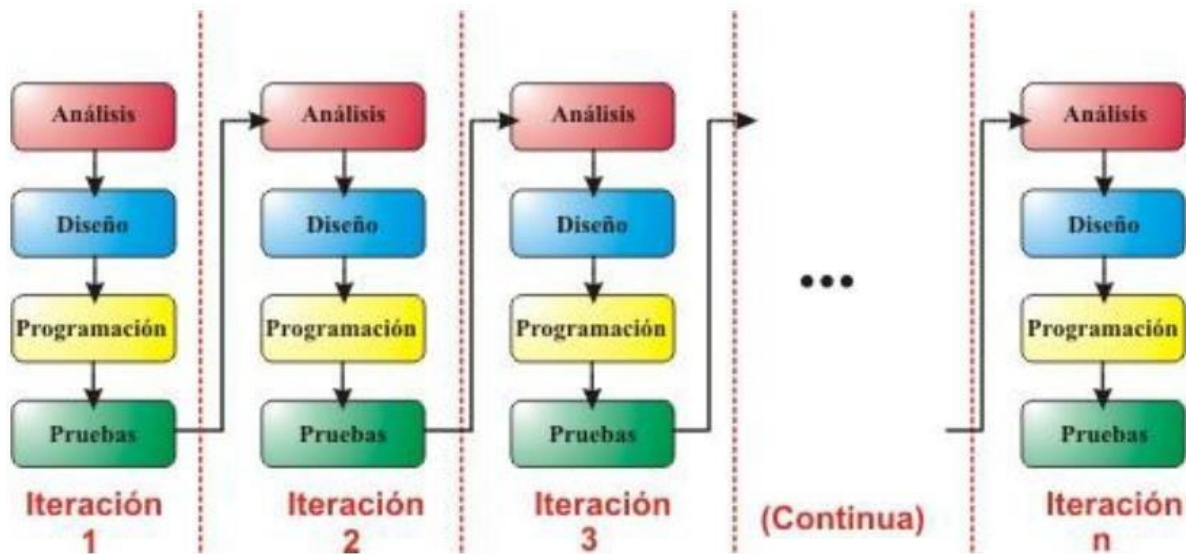 Análisis
Diseño
Programación
Pruebas
Iteración
1
Análisis
Diseño
Programación
Pruebas
Iteración
2
Análisis
Diseño
Programación
Pruebas
Iteración
3
•••
(Continua)
Análisis
Diseño
Programación
Pruebas
Iteración
n